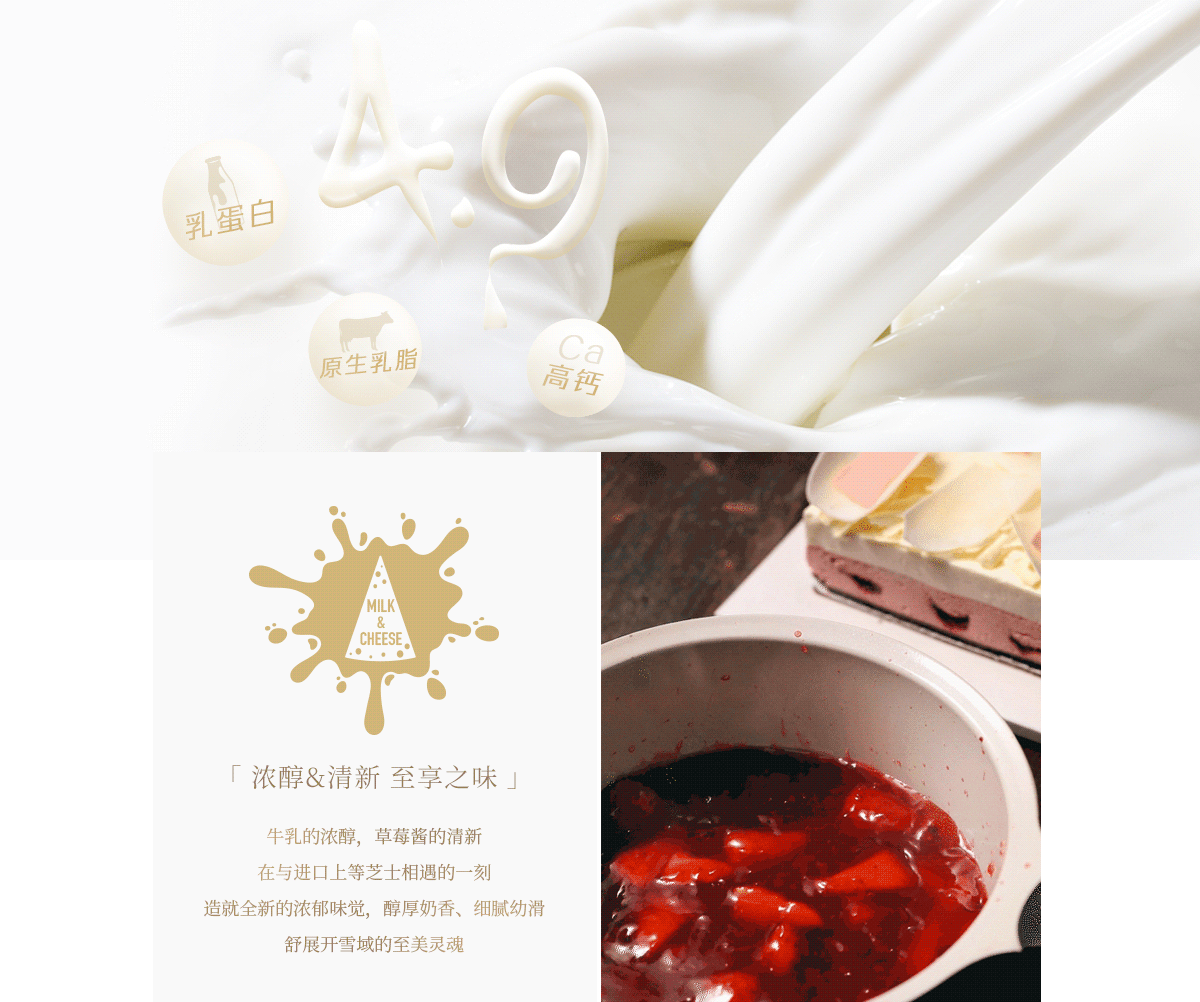 4.9
乳蛋白
原生乳脂
Ca
高钙
MILK
&
CHEESE
「 浓醇&清新 至享之味 」
牛乳的浓醇，草莓酱的清新
在与进口上等芝士相遇的一刻
造就全新的浓郁味觉，醇厚奶香、细腻幼滑
舒展开雪域的至美灵魂